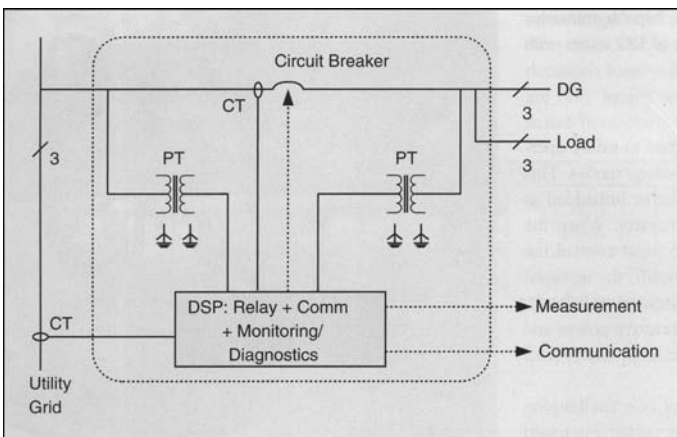 Circuit Breaker
CT
DG
3
Load
3
3
PT
PT
DSP: Relay + Comm
+ Monitoring/
Diagnostics
CT
Measurement
Communication
Utility
Grid